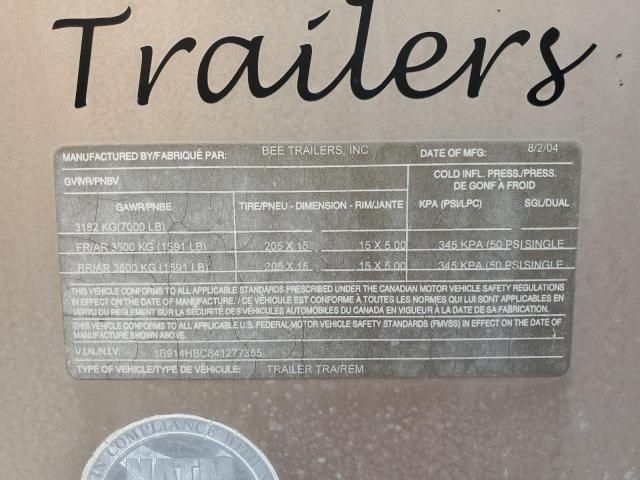 Trailers
MANUFACTURED BY/FABRIQUÉ PAR: BEE TRAILERS, INC DATE OF MFG: 8/2/04
GVWR/PNBV COLD INFL. PRESS./PRESS.
DE GONF À FROID
GAWR/PNBE TIRE/PNEU - DIMENSION - RIM/JANTE KPA (PSI/LPC) SGL/DUAL
3182 KG(7000 LB)
FR/AR 3500 KG (1591 LB) 205 X 15 15 X 5.00 345 KPA (50 PSI SINGLE
RR/AR 3500 KG (1591 LB) 205 X 15 15 X 5.00 345 KPA (50 PSI SINGLE
THIS VEHICLE CONFORMS TO ALL APPLICABLE STANDARDS PRESCRIBED UNDER THE CANADIAN MOTOR VEHICLE SAFETY REGULATIONS
IN EFFECT ON THE DATE OF MANUFACTURE. / CE VÉHICULE EST CONFORME À TOUTES LES NORMES QUI LUI SONT APPLICABLES EN
VERTU DU RÈGLEMENT SUR LA SÉCURITÉ DES VÉHICULES AUTOMOBILES DU CANADA EN VIGUEUR À LA DATE DE SA FABRICATION.
THIS VEHICLE CONFORMS TO ALL APPLICABLE U.S. FEDERAL MOTOR VEHICLE SAFETY STANDARDS (FMVSS) IN EFFECT ON THE DATE OF
MANUFACTURE SHOWN ABOVE.
V.I.N./N.I.V. 1B914HBC841277355
TYPE OF VEHICLE/TYPE DE VÉHICULE: TRAILER TRA/REM
IN COMPLIANCE WITH
NATM